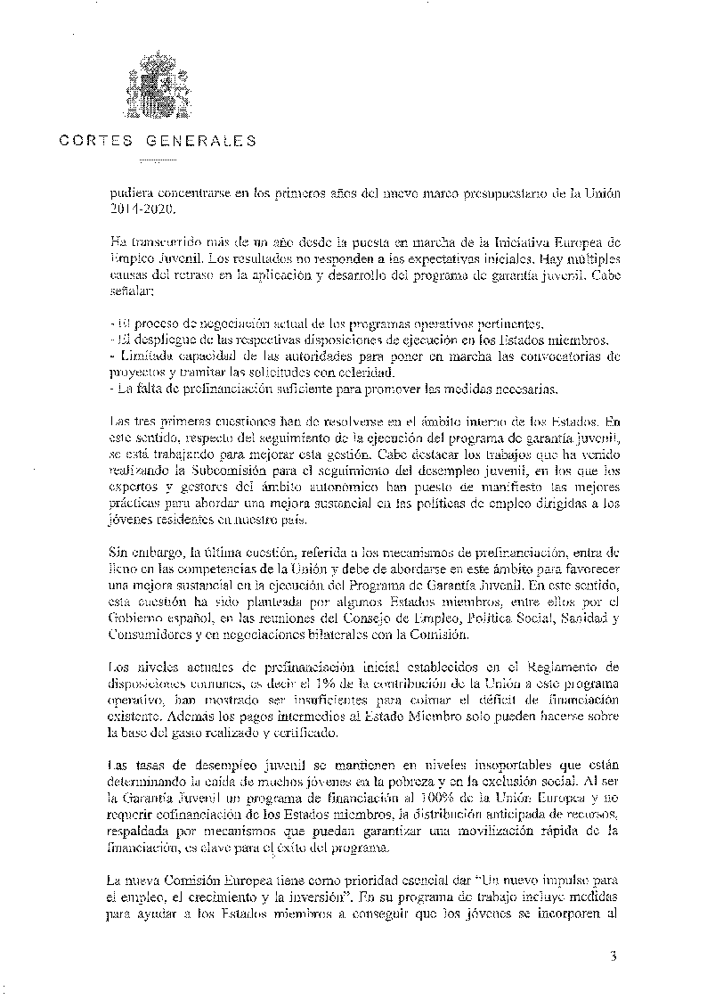 CORTES GENERALES
pudiera concentrarse en los primeros años del nuevo marco presupuestario de la Unión
2014-2020.
Ha transcurrido más de un año desde la puesta en marcha de la Iniciativa Europea de
Empleo Juvenil. Los resultados no responden a las expectativas iniciales. Hay múltiples
causas del retraso en la aplicación y desarrollo del programa de garantía juvenil. Cabe
señalar:
- El proceso de negociación actual de los programas operativos pertinentes.
- El despliegue de las respectivas disposiciones de ejecución en los Estados miembros.
- Limitada capacidad de las autoridades para poner en marcha las convocatorias de
proyectos y tramitar las solicitudes con celeridad.
- La falta de prefinanciación suficiente para promover las medidas necesarias.
Las tres primeras cuestiones han de resolverse en el ámbito interno de los Estados. En
este sentido, respecto del seguimiento de la ejecución del programa de garantía juvenil,
se está trabajando para mejorar esta gestión. Cabe destacar los trabajos que ha venido
realizando la Subcomisión para el seguimiento del desempleo juvenil, en los que los
expertos y gestores del ámbito autonómico han puesto de manifiesto las mejores
prácticas para abordar una mejora sustancial en las políticas de empleo dirigidas a los
jóvenes residentes en nuestro país.
Sin embargo, la última cuestión, referida a los mecanismos de prefinanciación, entra de
lleno en las competencias de la Unión y debe de abordarse en este ámbito para favorecer
una mejora sustancial en la ejecución del Programa de Garantía Juvenil. En este sentido,
esta cuestión ha sido planteada por algunos Estados miembros, entre ellos por el
Gobierno español, en las reuniones del Consejo de Empleo, Política Social, Sanidad y
Consumidores y en negociaciones bilaterales con la Comisión.
Los niveles actuales de prefinanciación inicial establecidos en el Reglamento de
disposiciones comunes, es decir el 1% de la contribución de la Unión a este programa
operativo, han mostrado ser insuficientes para colmar el déficit de financiación
existente. Además los pagos intermedios al Estado Miembro solo pueden hacerse sobre
la base del gasto realizado y certificado.
Las tasas de desempleo juvenil se mantienen en niveles insoportables que están
determinando la caída de muchos jóvenes en la pobreza y en la exclusión social. Al ser
la Garantía Juvenil un programa de financiación al 100% de la Unión Europea y no
requerir cofinanciación de los Estados miembros, la distribución anticipada de recursos,
respaldada por mecanismos que puedan garantizar una movilización rápida de la
financiación, es clave para el éxito del programa.
La nueva Comisión Europea tiene como prioridad esencial dar “Un nuevo impulso para
el empleo, el crecimiento y la inversión”. En su programa de trabajo incluye medidas
para ayudar a los Estados miembros a conseguir que los jóvenes se incorporen al
3